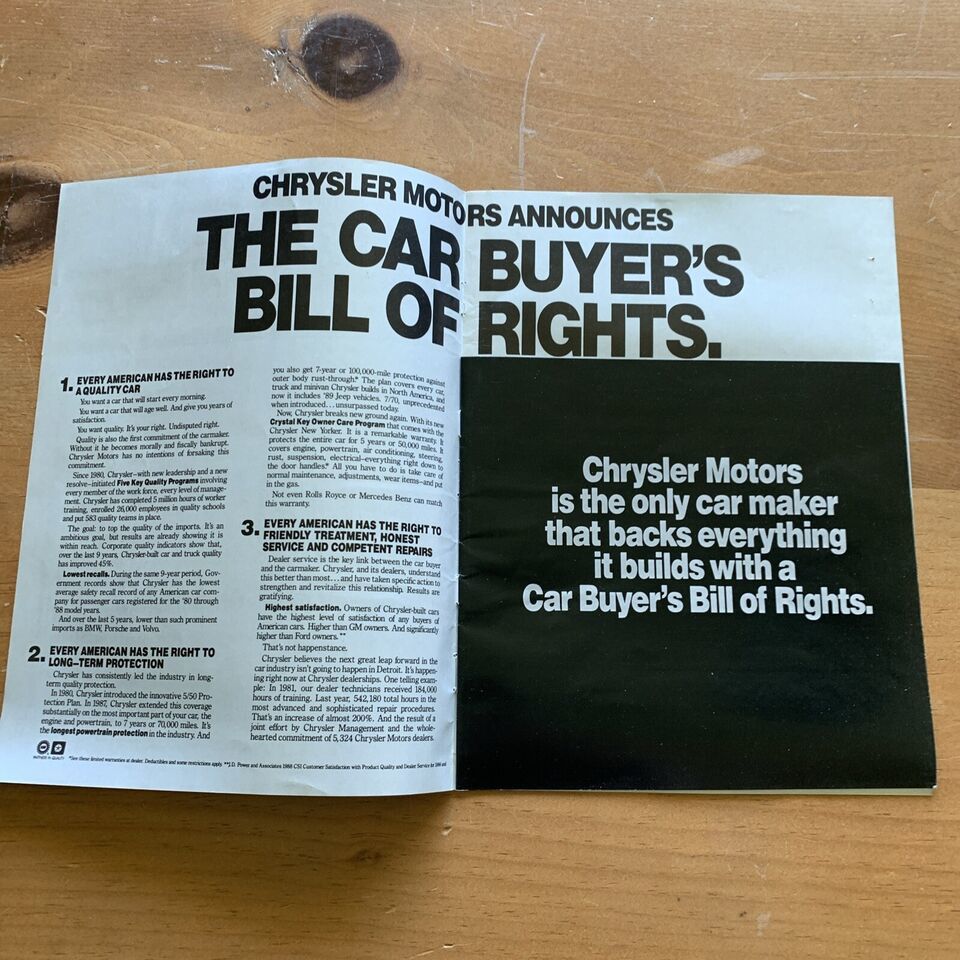 CHRYSLER MOTORS ANNOUNCES
THE CAR BUYER'S
BILL OF RIGHTS.
1. EVERY AMERICAN HAS THE RIGHT TO
A QUALITY CAR
You want a car that will start every morning.
You want a car that will age well. And give you years of
satisfaction.
You want quality. It's your right. Undisputed right.
Quality is also the first commitment of the carmaker.
Without it he becomes morally and fiscally bankrupt.
Chrysler Motors has no intentions of forsaking this
commitment.
Since 1980, Chrysler–with new leadership and a new
resolve–initiated Five Key Quality Programs involving
every member of the work force, every level of manage-
ment. Chrysler has completed 5 million hours of worker
training, enrolled 26,000 employees in quality schools
and put 583 quality teams in place.
The goal: to top the quality of the imports. It's an
ambitious goal, but results are already showing it is
within reach. Corporate quality indicators show that,
over the last 9 years, Chrysler-built car and truck quality
has improved 45%.
Lowest recalls. During the same 9-year period, Gov-
ernment records show that Chrysler has the lowest
average safety recall record of any American car com-
pany for passenger cars registered for the '80 through
'88 model years.
And over the last 5 years, lower than such prominent
imports as BMW, Porsche and Volvo.
2. EVERY AMERICAN HAS THE RIGHT TO
LONG–TERM PROTECTION
Chrysler has consistently led the industry in long-
term quality protection.
In 1980, Chrysler introduced the innovative 5/50 Pro-
tection Plan. In 1987, Chrysler extended this coverage
substantially on the most important part of your car, the
engine and powertrain, to 7 years or 70,000 miles. It's
the longest powertrain protection in the industry. And
you also get 7-year or 100,000-mile protection against
outer body rust-through.* The plan covers every car,
truck and minivan Chrysler builds in North America, and
now it includes '89 Jeep vehicles. 7/70, unprecedented
when introduced...unsurpassed today.
Now, Chrysler breaks new ground again. With its new
Crystal Key Owner Care Program that comes with the
Chrysler New Yorker. It is a remarkable warranty. It
protects the entire car for 5 years or 50,000 miles. It
covers engine, powertrain, air conditioning, steering,
rust, suspension, electrical–everything right down to
the door handles.* All you have to do is take care of
normal maintenance, adjustments, wear items–and put
in the gas.
Not even Rolls Royce or Mercedes Benz can match
this warranty.
3. EVERY AMERICAN HAS THE RIGHT TO
FRIENDLY TREATMENT, HONEST
SERVICE AND COMPETENT REPAIRS
Dealer service is the key link between the car buyer
and the carmaker. Chrysler, and its dealers, understand
this better than most...and have taken specific action to
strengthen and revitalize this relationship. Results are
gratifying.
Highest satisfaction. Owners of Chrysler-built cars
have the highest level of satisfaction of any buyers of
American cars. Higher than GM owners. And significantly
higher than Ford owners.**
That's not happenstance.
Chrysler believes the next great leap forward in the
car industry isn't going to happen in Detroit. It's happen-
ing right now at Chrysler dealerships. One telling exam-
ple: In 1981, our dealer technicians received 184,000
hours of training. Last year, 542,180 total hours in the
most advanced and sophisticated repair procedures.
That's an increase of almost 200%. And the result of a
joint effort by Chrysler Management and the whole-
hearted commitment of 5,324 Chrysler Motors dealers.
*See these limited warranties at dealer. Deductibles and some restrictions apply. **J.D. Power and Associates 1988 CSI Customer Satisfaction with Product Quality and Dealer Service for
Chrysler Motors
is the only car maker
that backs everything
it builds with a
Car Buyer's Bill of Rights.